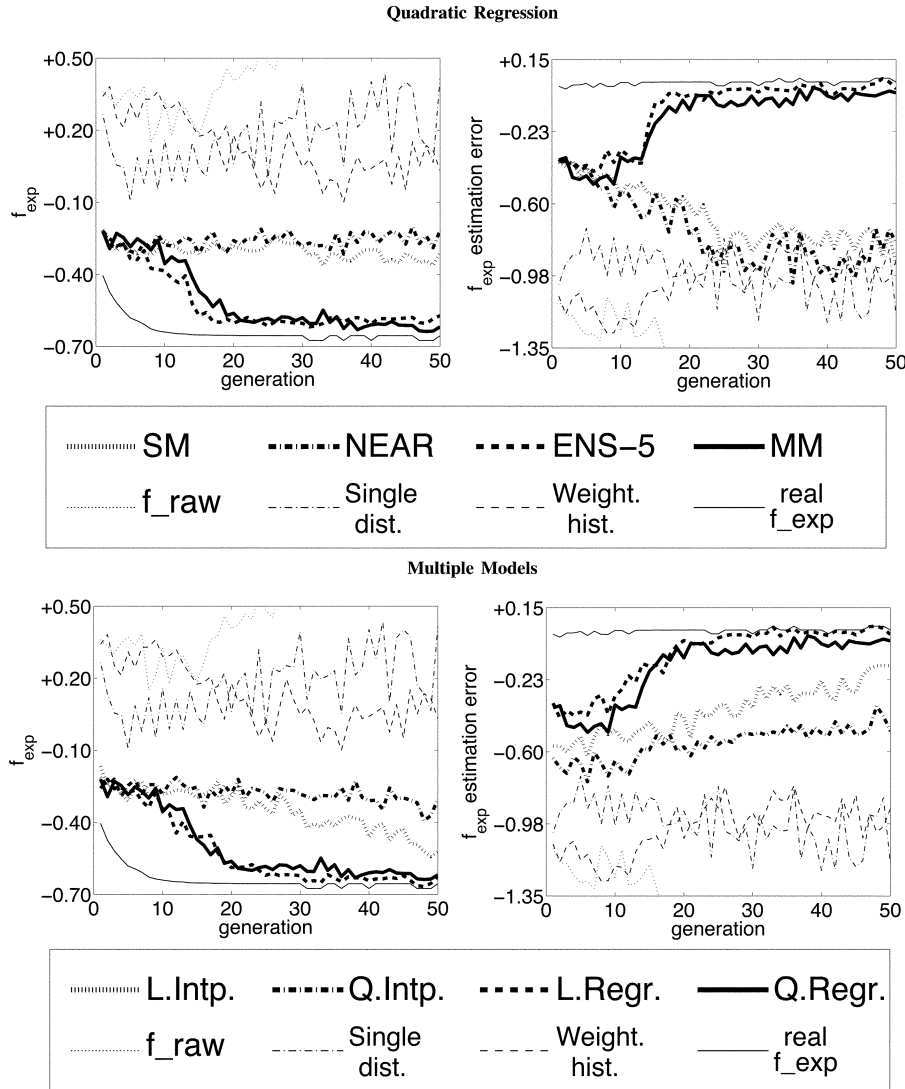 Quadratic Regression
+0.50
+0.20
−0.10
−0.40
−0.70
f_exp
0 10 20 30 40 50
generation
+0.15
−0.23
−0.60
−0.98
−1.35
f_exp estimation error
0 10 20 30 40 50
generation
SM NEAR ENS−5 MM
f_raw Single dist. Weight. hist. real f_exp
Multiple Models
+0.50
+0.20
−0.10
−0.40
−0.70
f_exp
0 10 20 30 40 50
generation
+0.15
−0.23
−0.60
−0.98
−1.35
f_exp estimation error
0 10 20 30 40 50
generation
L.Intp. Q.Intp. L.Regr. Q.Regr.
f_raw Single dist. Weight. hist. real f_exp